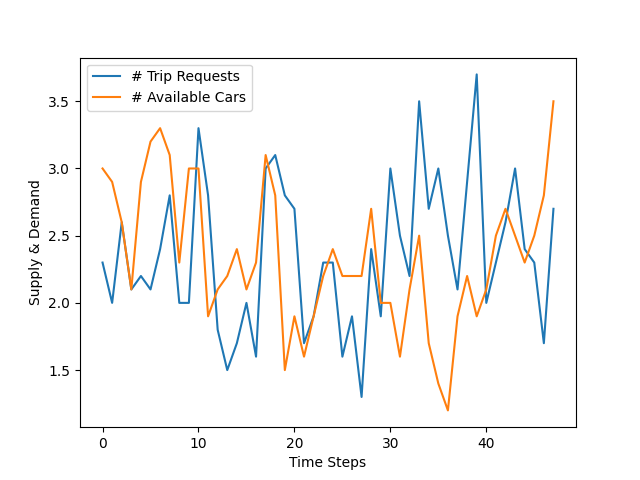 # Trip Requests
# Available Cars
3.5
3.0
2.5
2.0
1.5
Supply & Demand
0 10 20 30 40
Time Steps